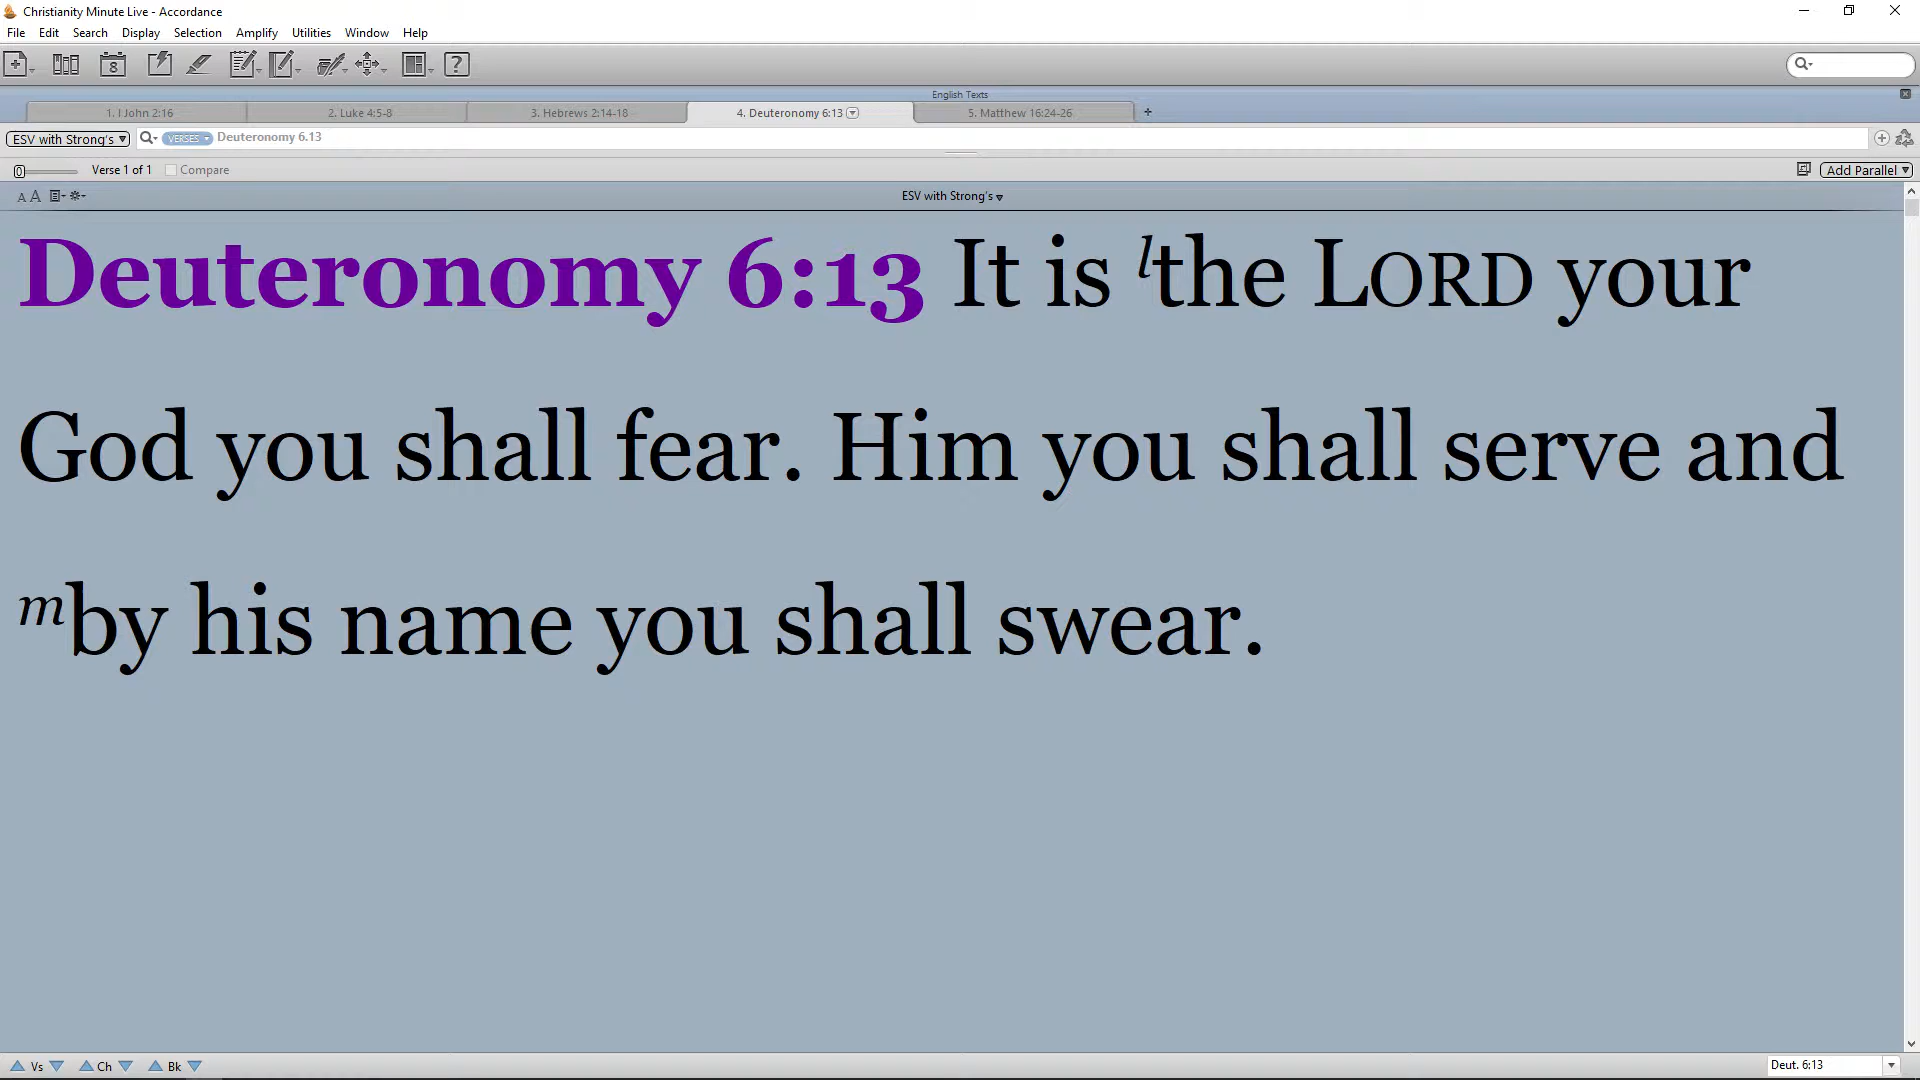 Christianity Minute Live - Accordance
File Edit Search Display Selection Amplify Utilities Window Help
8 ?
English Texts
1. I John 2:16 2. Luke 4:5-8 3. Hebrews 2:14-18 4. Deuteronomy 6:13 5. Matthew 16:24-26 +
ESV with Strong's VERSES Deuteronomy 6.13
0 Verse 1 of 1 Compare Add Parallel
A A ESV with Strong's
Deuteronomy 6:13 It is l the LORD your
God you shall fear. Him you shall serve and
m by his name you shall swear.
Vs Ch Bk Deut. 6:13